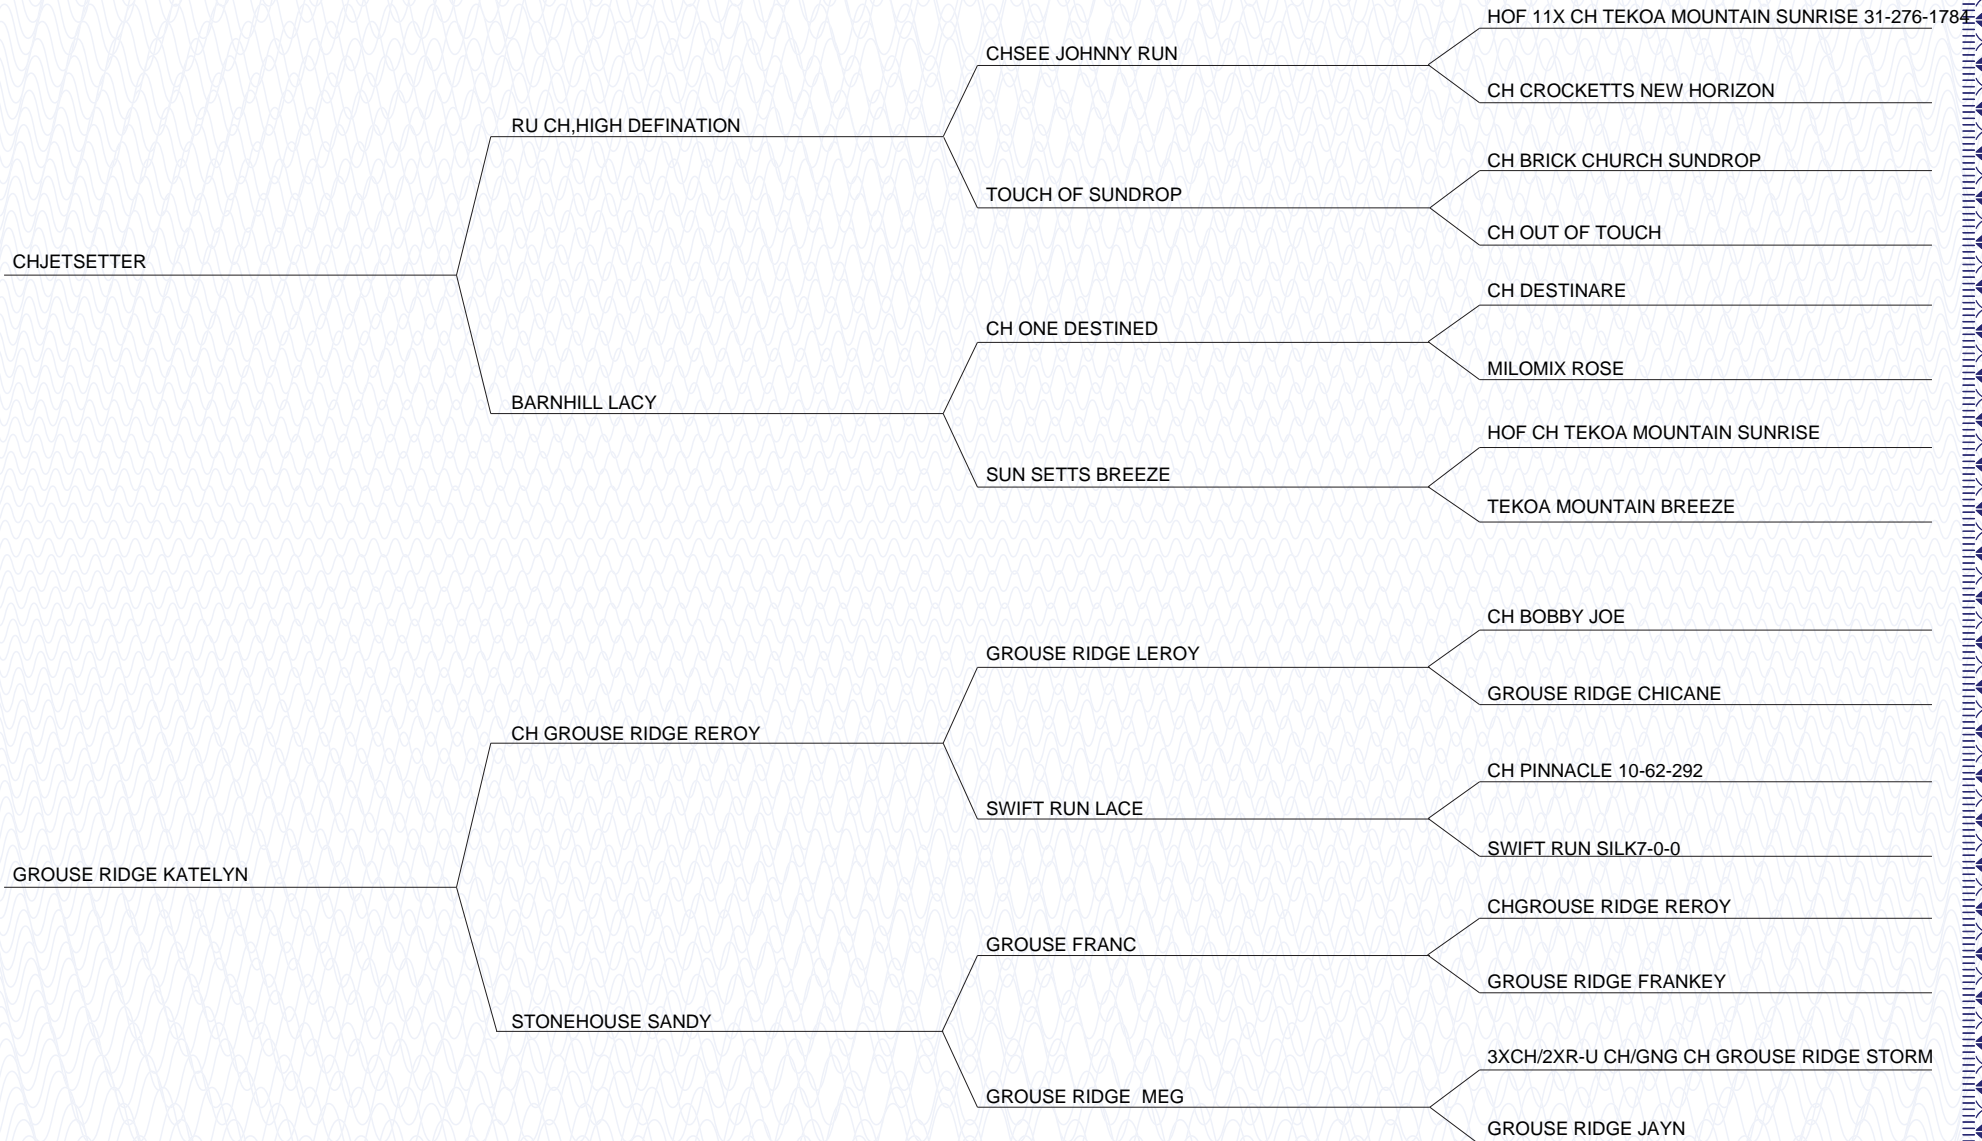 HOF 11X CH TEKOA MOUNTAIN SUNRISE 31-276-1784
CHSEE JOHNNY RUN
CH CROCKETTS NEW HORIZON
RU CH,HIGH DEFINATION
CH BRICK CHURCH SUNDROP
TOUCH OF SUNDROP
CH OUT OF TOUCH
CHJETSETTER
CH DESTINARE
CH ONE DESTINED
MILOMIX ROSE
BARNHILL LACY
HOF CH TEKOA MOUNTAIN SUNRISE
SUN SETTS BREEZE
TEKOA MOUNTAIN BREEZE
CH BOBBY JOE
GROUSE RIDGE LEROY
GROUSE RIDGE CHICANE
CH GROUSE RIDGE REROY
CH PINNACLE 10-62-292
SWIFT RUN LACE
SWIFT RUN SILK7-0-0
GROUSE RIDGE KATELYN
CHGROUSE RIDGE REROY
GROUSE FRANC
GROUSE RIDGE FRANKEY
STONEHOUSE SANDY
3XCH/2XR-U CH/GNG CH GROUSE RIDGE STORM
GROUSE RIDGE  MEG
GROUSE RIDGE JAYN